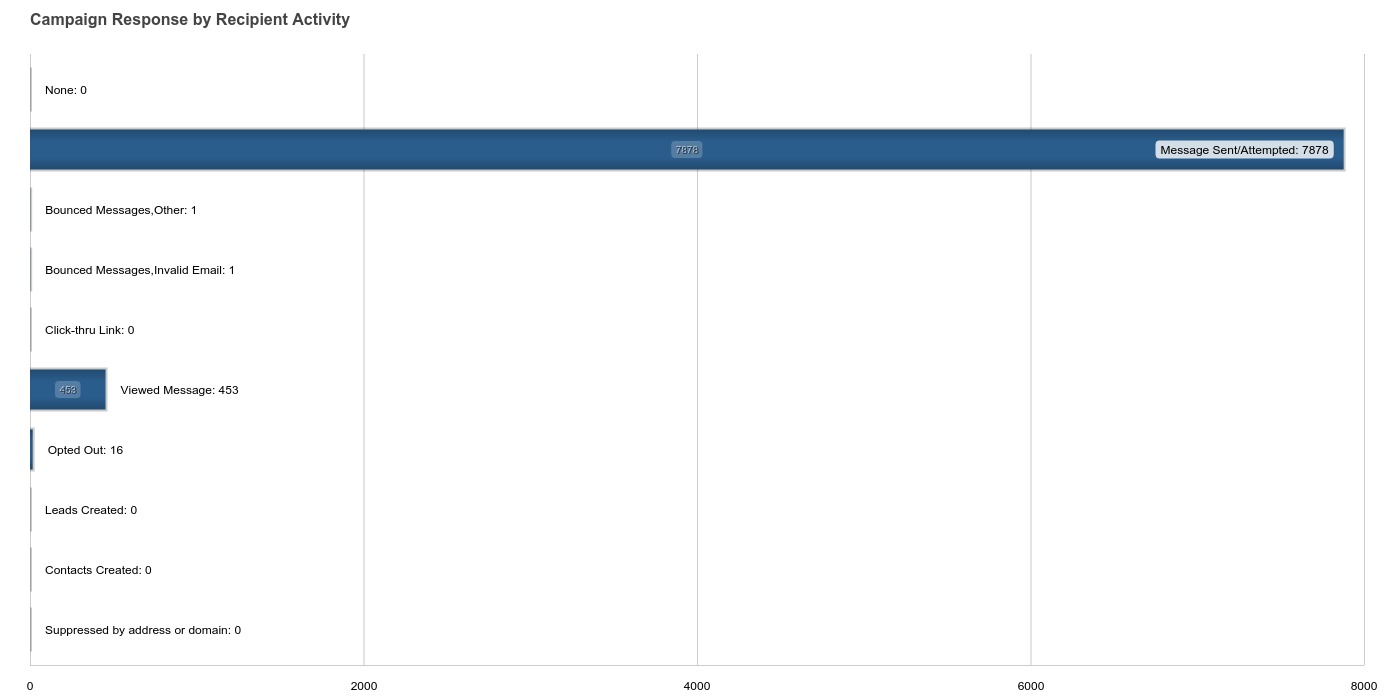 Campaign Response by Recipient Activity
None: 0
7878 Message Sent/Attempted: 7878
Bounced Messages,Other: 1
Bounced Messages,Invalid Email: 1
Click-thru Link: 0
453 Viewed Message: 453
Opted Out: 16
Leads Created: 0
Contacts Created: 0
Suppressed by address or domain: 0
0 2000 4000 6000 8000